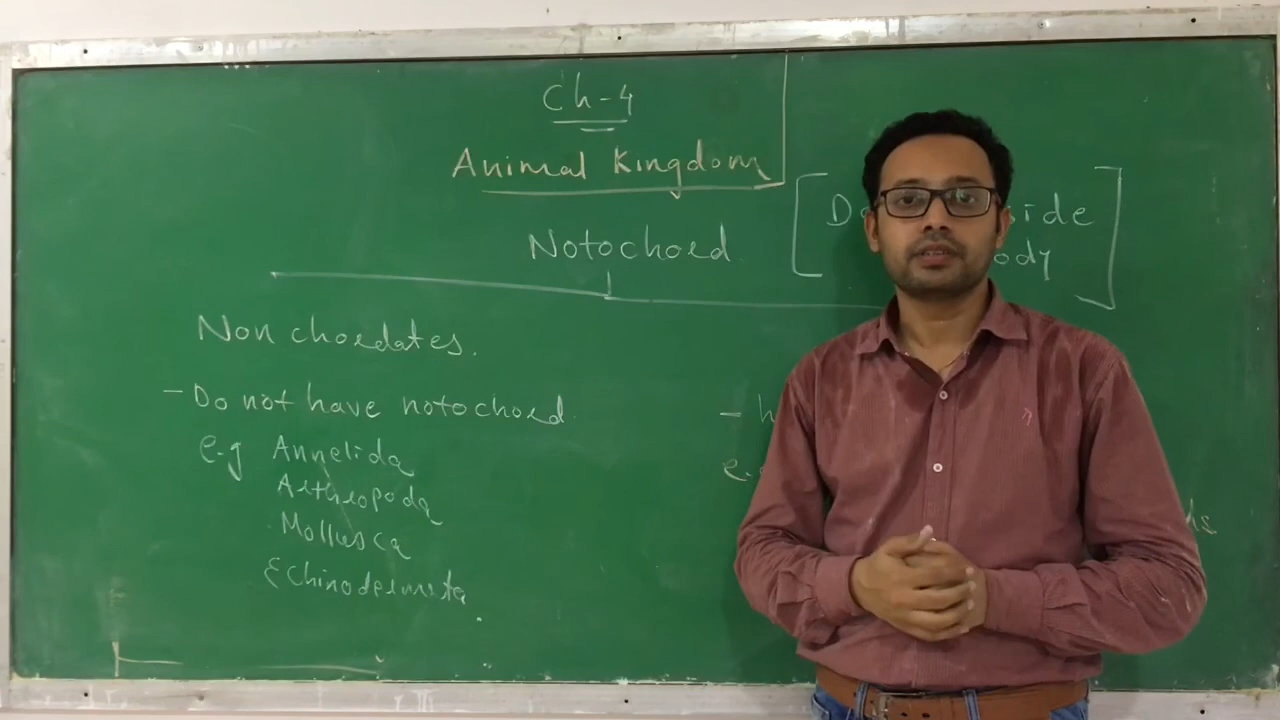 Ch-4
Animal Kingdom
Notochord
Non chordates.
- Do not have notochord
e.g Annelida
Arthropoda
Mollusca
Echinodermata